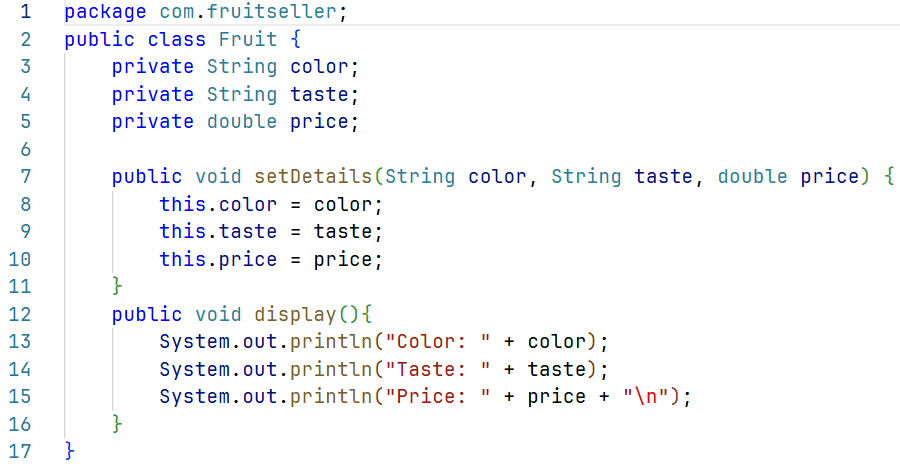 1 package com.fruitseller;
2 public class Fruit {
3     private String color;
4     private String taste;
5     private double price;
6
7     public void setDetails(String color, String taste, double price) {
8         this.color = color;
9         this.taste = taste;
10         this.price = price;
11     }
12     public void display(){
13         System.out.println("Color: " + color);
14         System.out.println("Taste: " + taste);
15         System.out.println("Price: " + price + "\n");
16     }
17 }